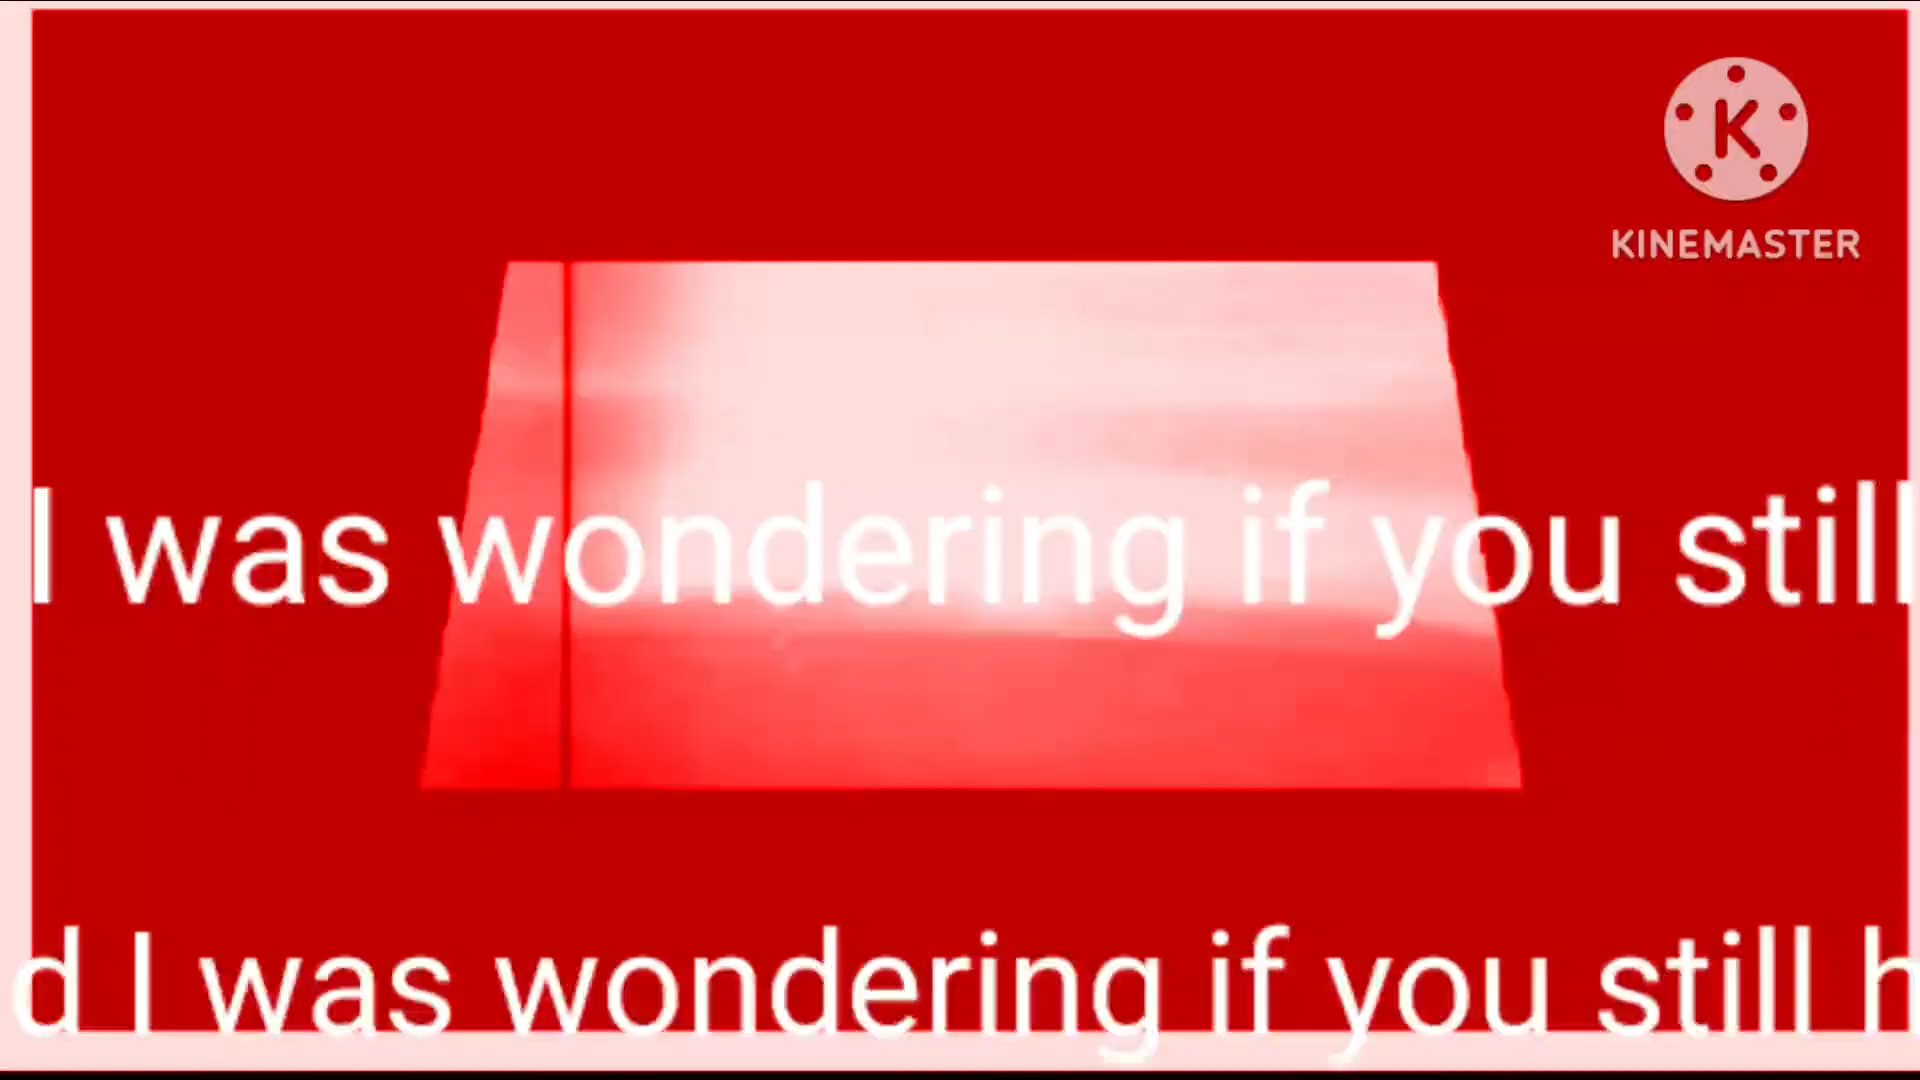 K
KINEMASTER
I was wondering if you still
d I was wondering if you still h